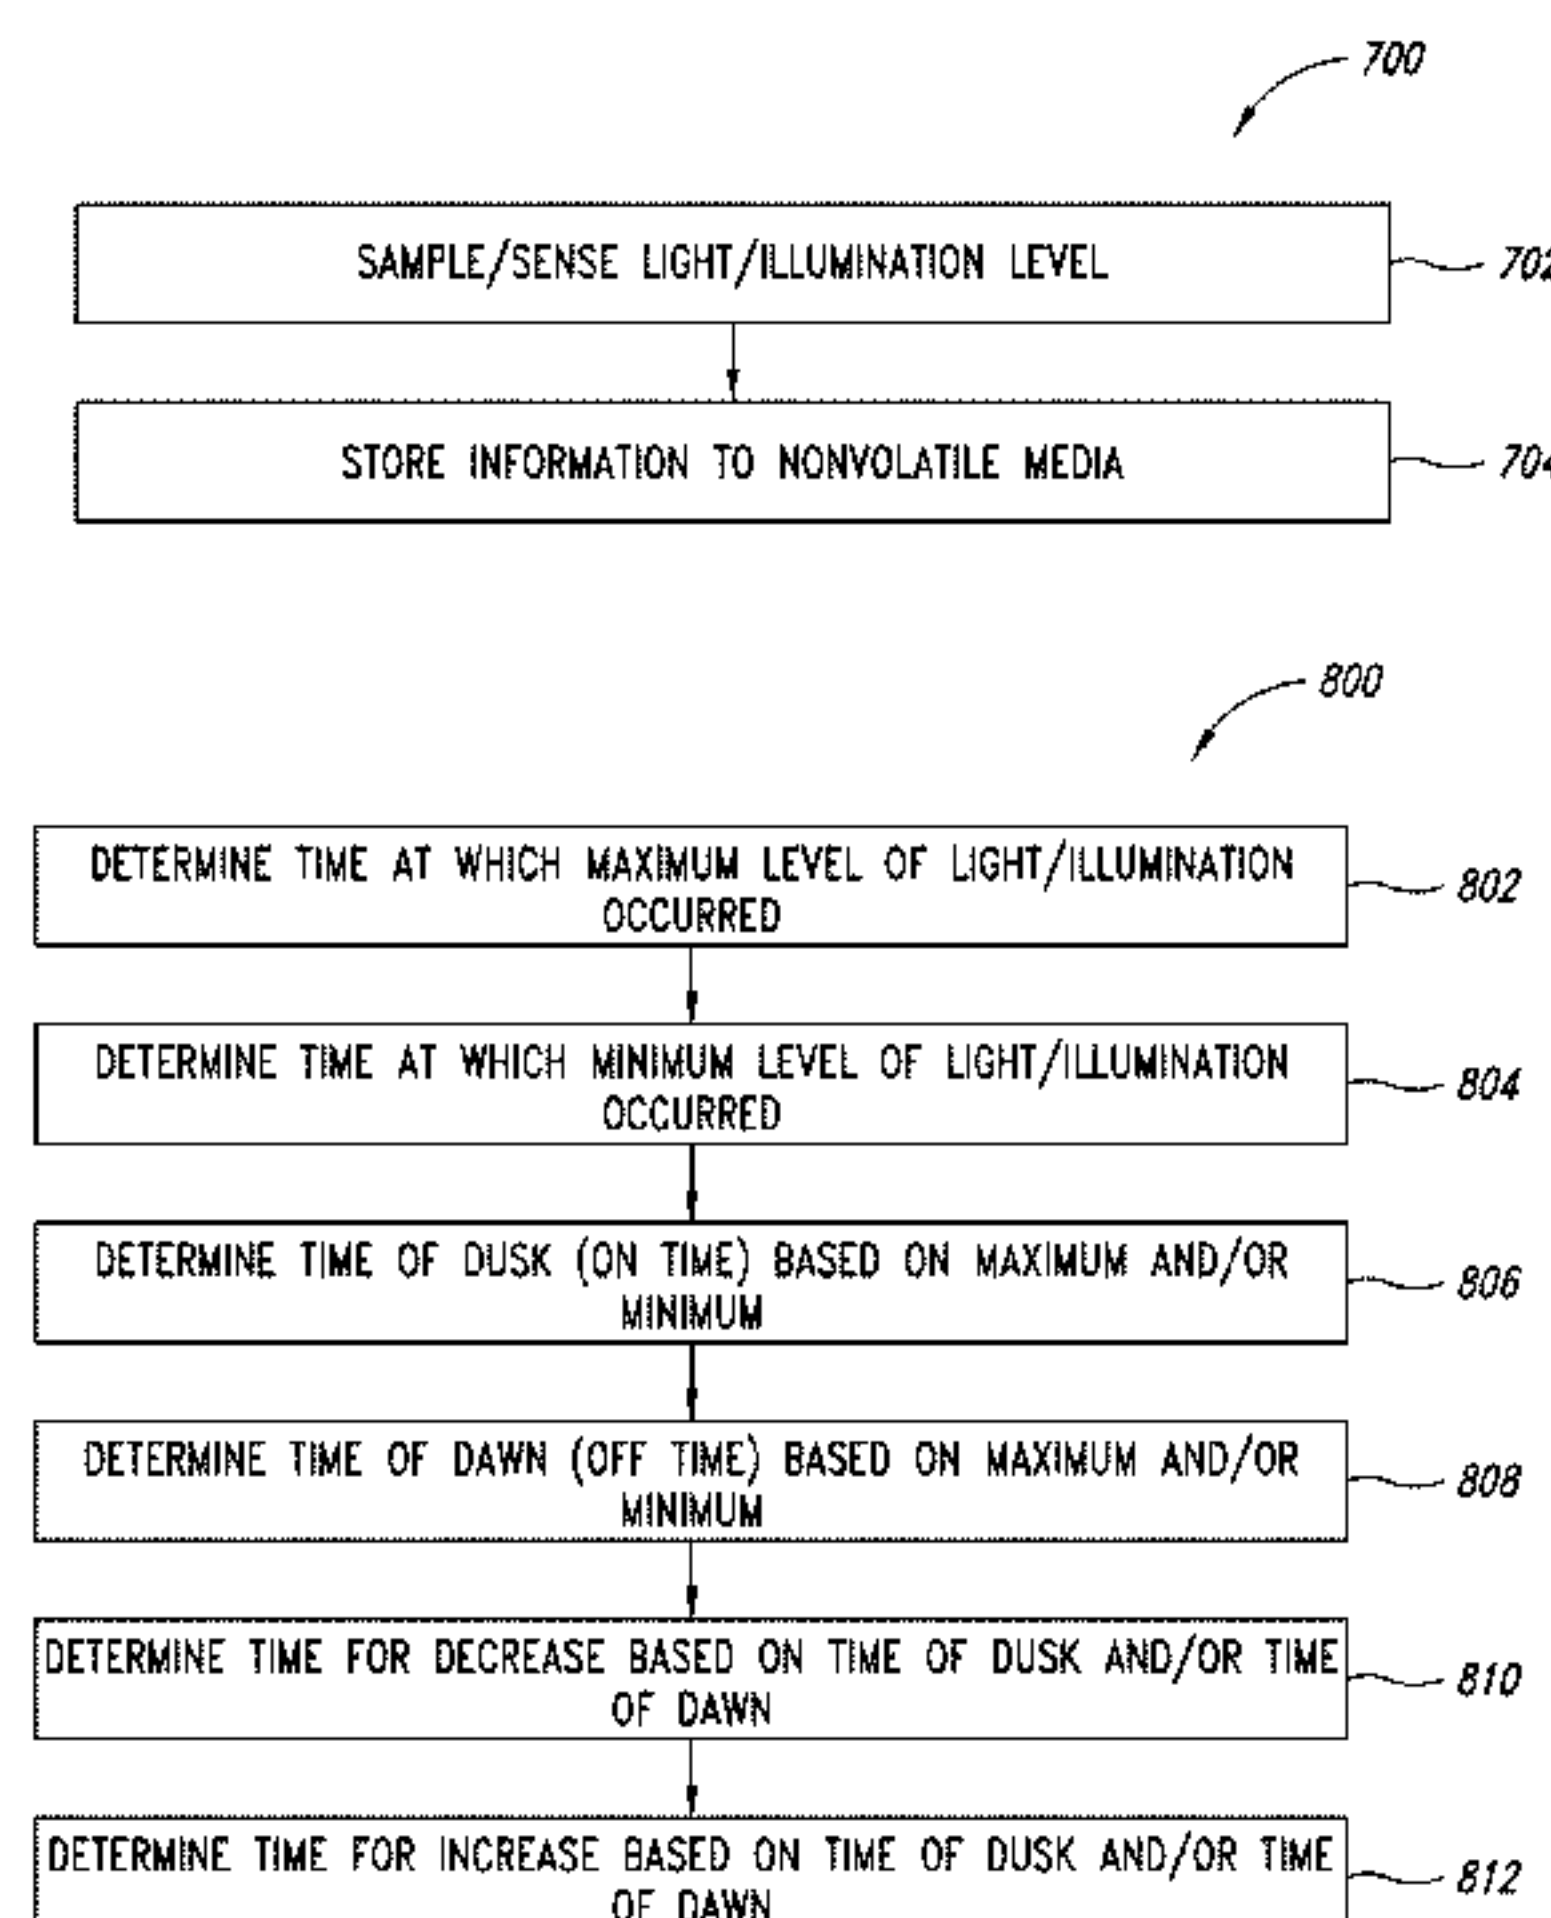 700
SAMPLE/SENSE LIGHT/ILLUMINATION LEVEL
702
STORE INFORMATION TO NONVOLATILE MEDIA
704
800
DETERMINE TIME AT WHICH MAXIMUM LEVEL OF LIGHT/ILLUMINATION
OCCURRED
802
DETERMINE TIME AT WHICH MINIMUM LEVEL OF LIGHT/ILLUMINATION
OCCURRED
804
DETERMINE TIME OF DUSK (ON TIME) BASED ON MAXIMUM AND/OR
MINIMUM
806
DETERMINE TIME OF DAWN (OFF TIME) BASED ON MAXIMUM AND/OR
MINIMUM
808
DETERMINE TIME FOR DECREASE BASED ON TIME OF DUSK AND/OR TIME
OF DAWN
810
DETERMINE TIME FOR INCREASE BASED ON TIME OF DUSK AND/OR TIME
OF DAWN
812